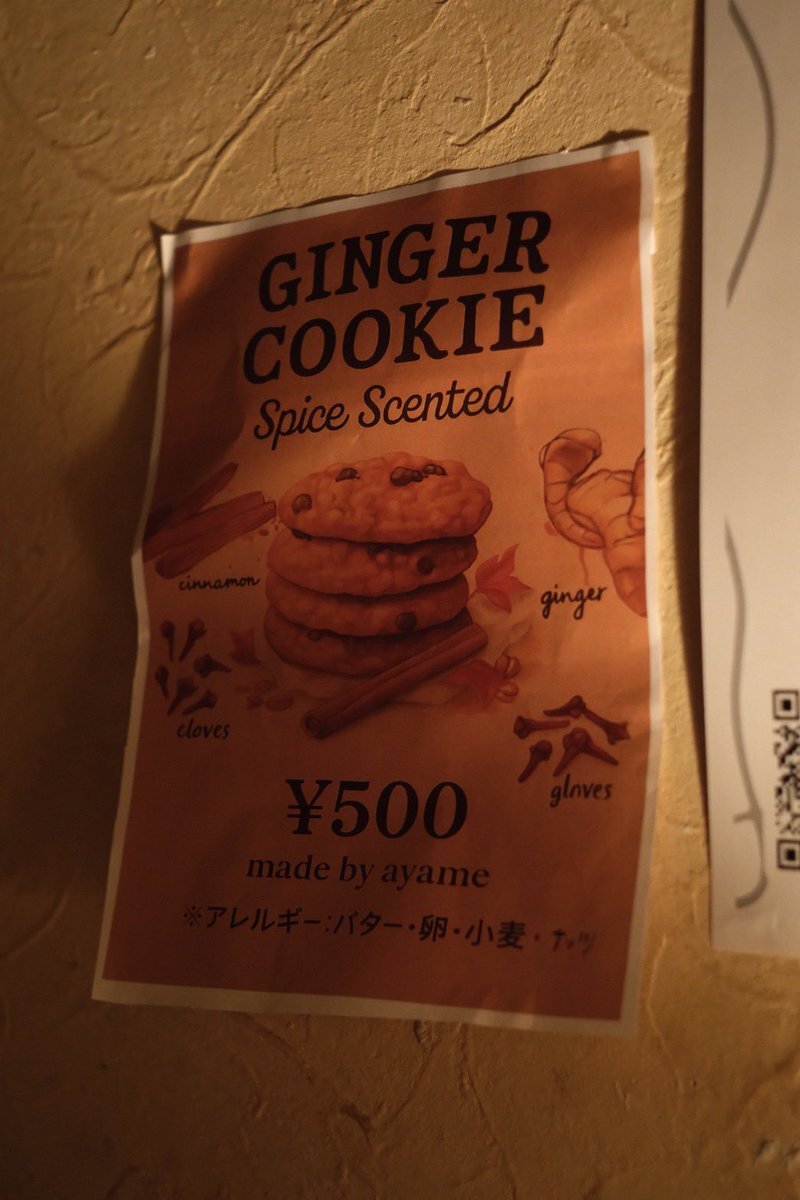 GINGER
COOKIE
Spice Scented
cinnamon
ginger
cloves
glnves
¥500
made by ayame
※アレルギー:バター・卵・小麦・ナッツ